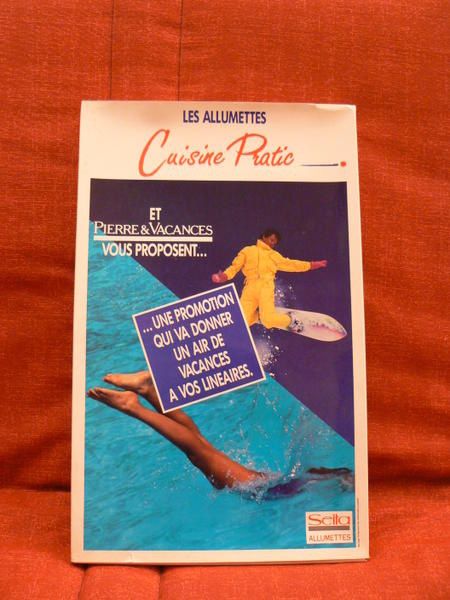 LES ALLUMETTES
Cuisine Pratic
ET
PIERRE & VACANCES
VOUS PROPOSENT...
... UNE PROMOTION
QUI VA DONNER
UN AIR DE
VACANCES
A VOS LINEAIRES.
Seita
ALLUMETTES